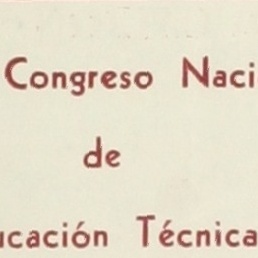 Congreso Naci
de
ucación Técnica